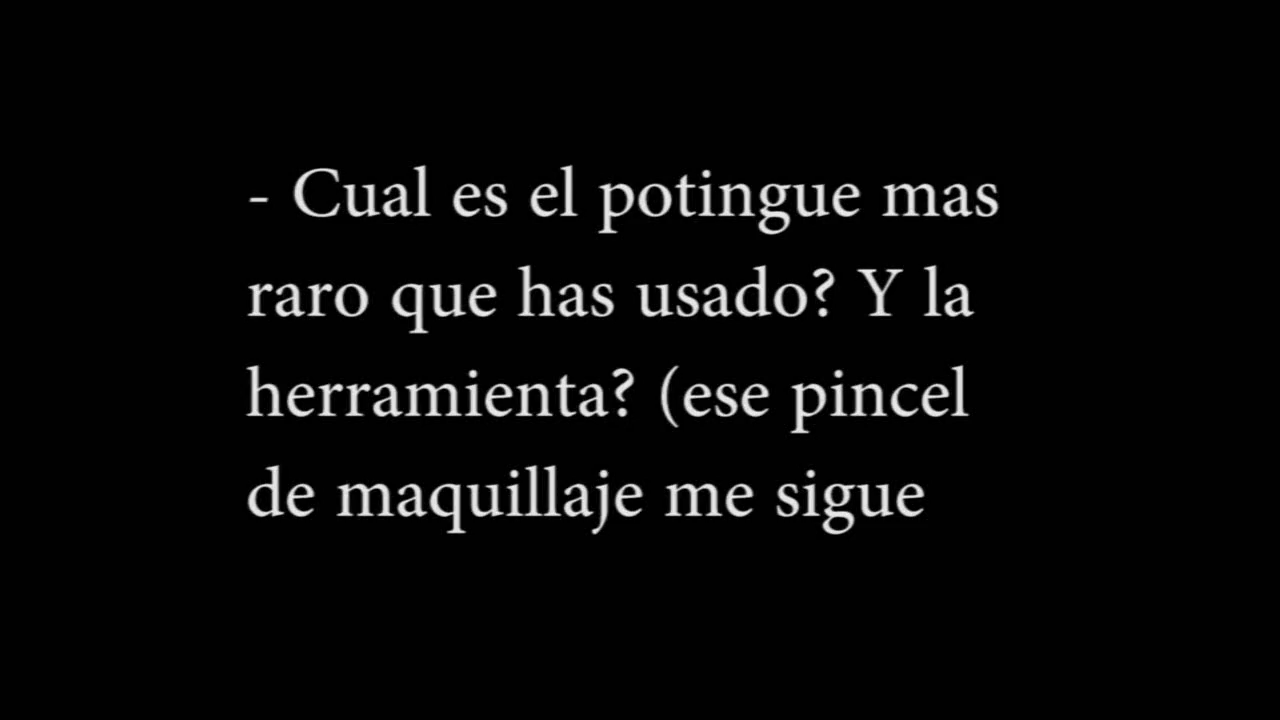 - Cual es el potingue mas
raro que has usado? Y la
herramienta? (ese pincel
de maquillaje me sigue